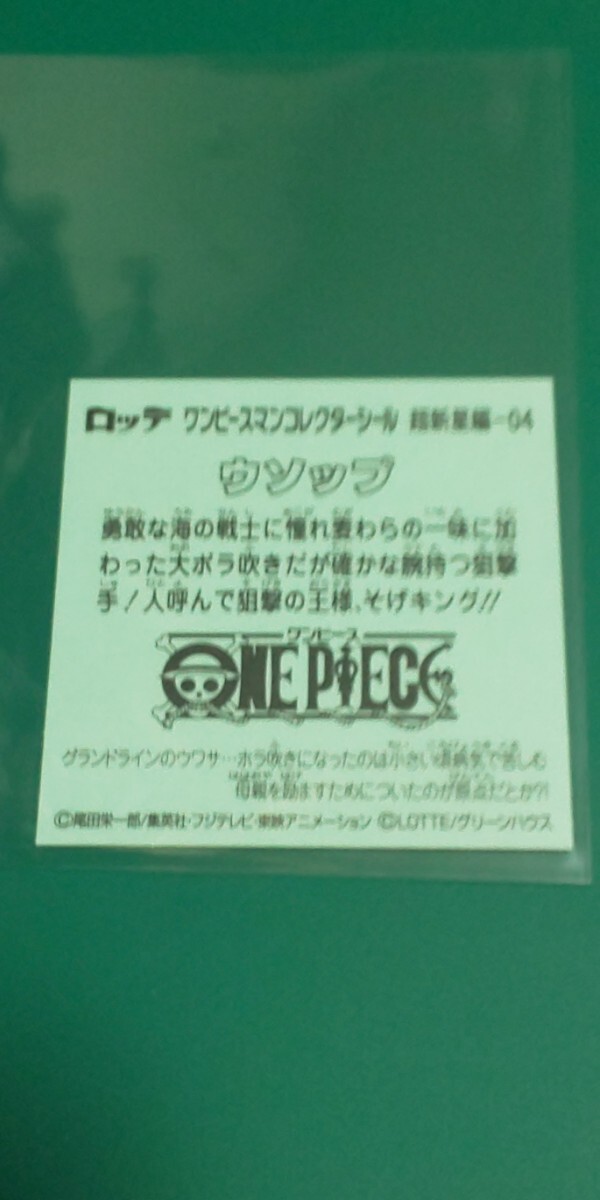 ロッテ ワンピースマンコレクターシール 超新星編-04
ウソップ
勇敢な海の戦士に憧れ麦わらの一味に加
わった大ホラ吹きだが確かな腕持つ狙撃
手!人呼んで狙撃の王様、そげキング!!
ワンピース
ONE PIECE
グランドラインのウワサ…ホラ吹きになったのは小さい頃病気で苦しむ
母親を励ますためについたのが原点だとか?!
©尾田栄一郎/集英社・フジテレビ・東映アニメーション ©LOTTE/グリーンハウス